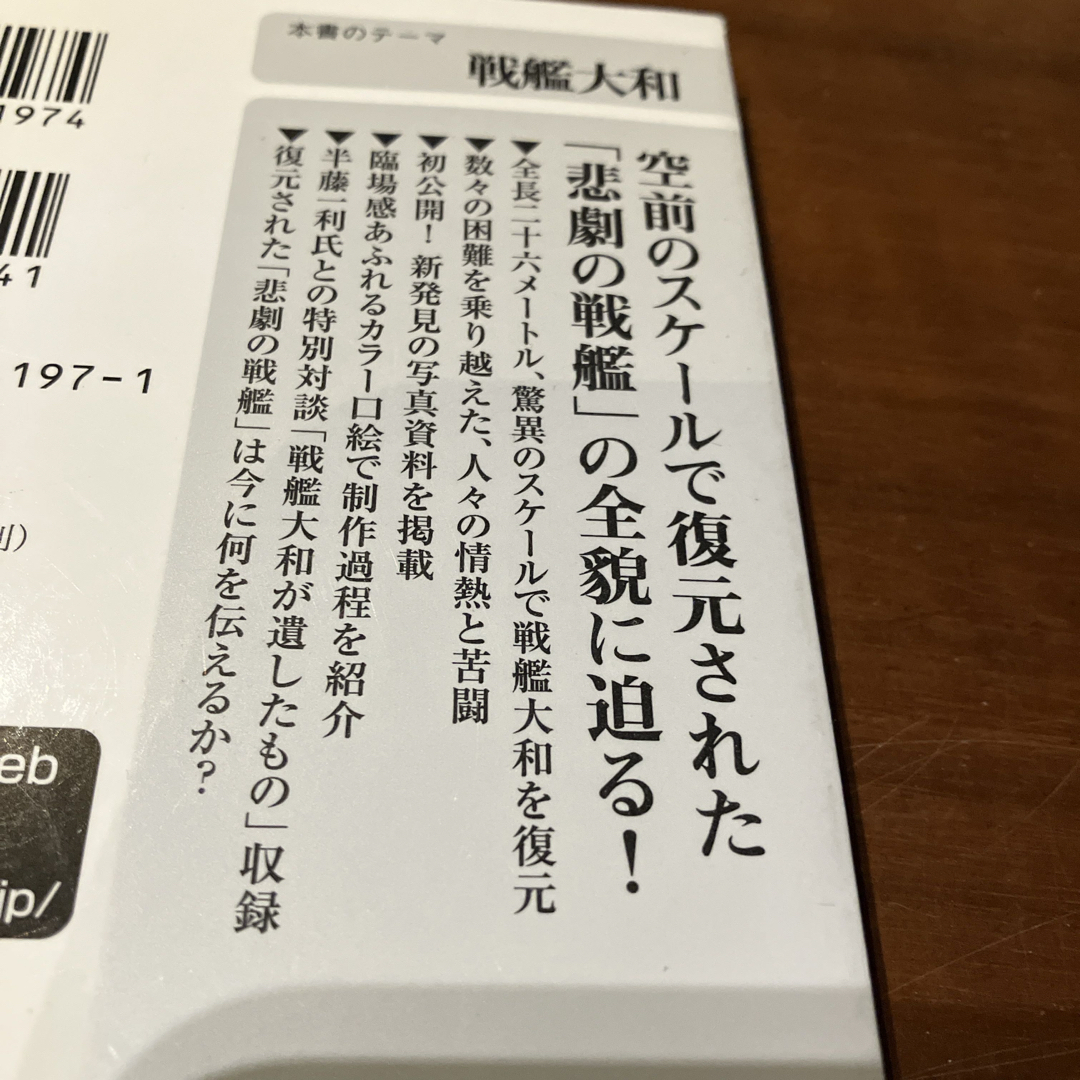 本書のテーマ
戦艦大和
空前のスケールで復元された
「悲劇の戦艦」の全貌に迫る！
▼全長二十六メートル、驚異のスケールで戦艦大和を復元
▼数々の困難を乗り越えた、人々の情熱と苦闘
▼初公開！新発見の写真資料を掲載
▼臨場感あふれるカラー口絵で制作過程を紹介
▼半藤一利氏との特別対談「戦艦大和が遺したもの」収録
▼復元された「悲劇の戦艦」は今に何を伝えるか？
1974
41
197-1
eb
jp/